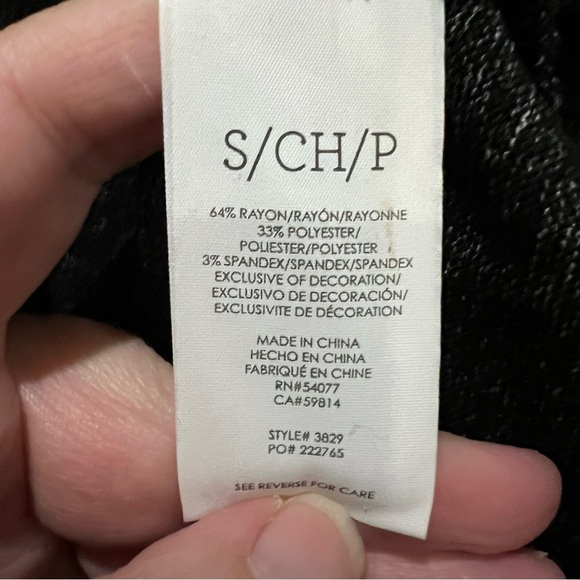 S/CH/P
64% RAYON/RAYÓN/RAYONNE
33% POLYESTER/
POLIESTER/POLYESTER
3% SPANDEX/SPANDEX/SPANDEX
EXCLUSIVE OF DECORATION/
EXCLUSIVO DE DECORACIÓN/
EXCLUSIVITE DE DÉCORATION
MADE IN CHINA
HECHO EN CHINA
FABRIQUÉ EN CHINE
RN#54077
CA#59814
STYLE# 3829
PO# 222765
SEE REVERSE FOR CARE